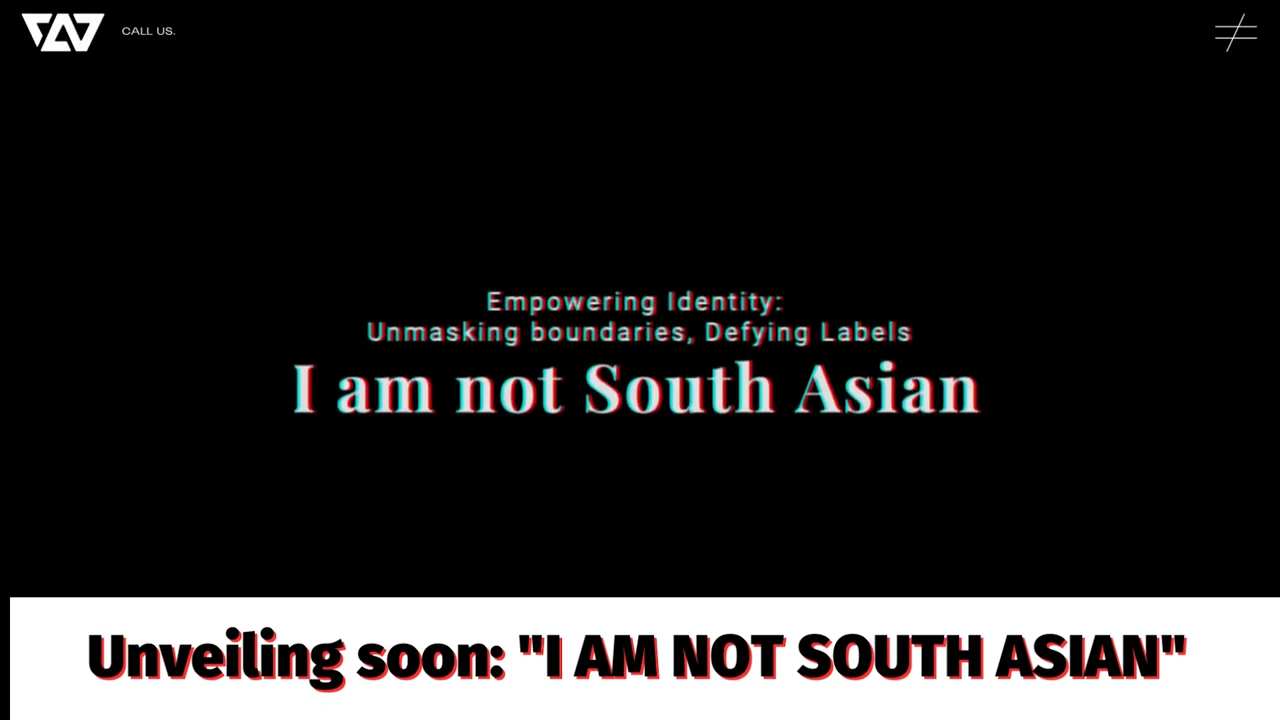 CALL US.
Empowering Identity:
Unmasking boundaries, Defying Labels
I am not South Asian
Unveiling soon: "I AM NOT SOUTH ASIAN"